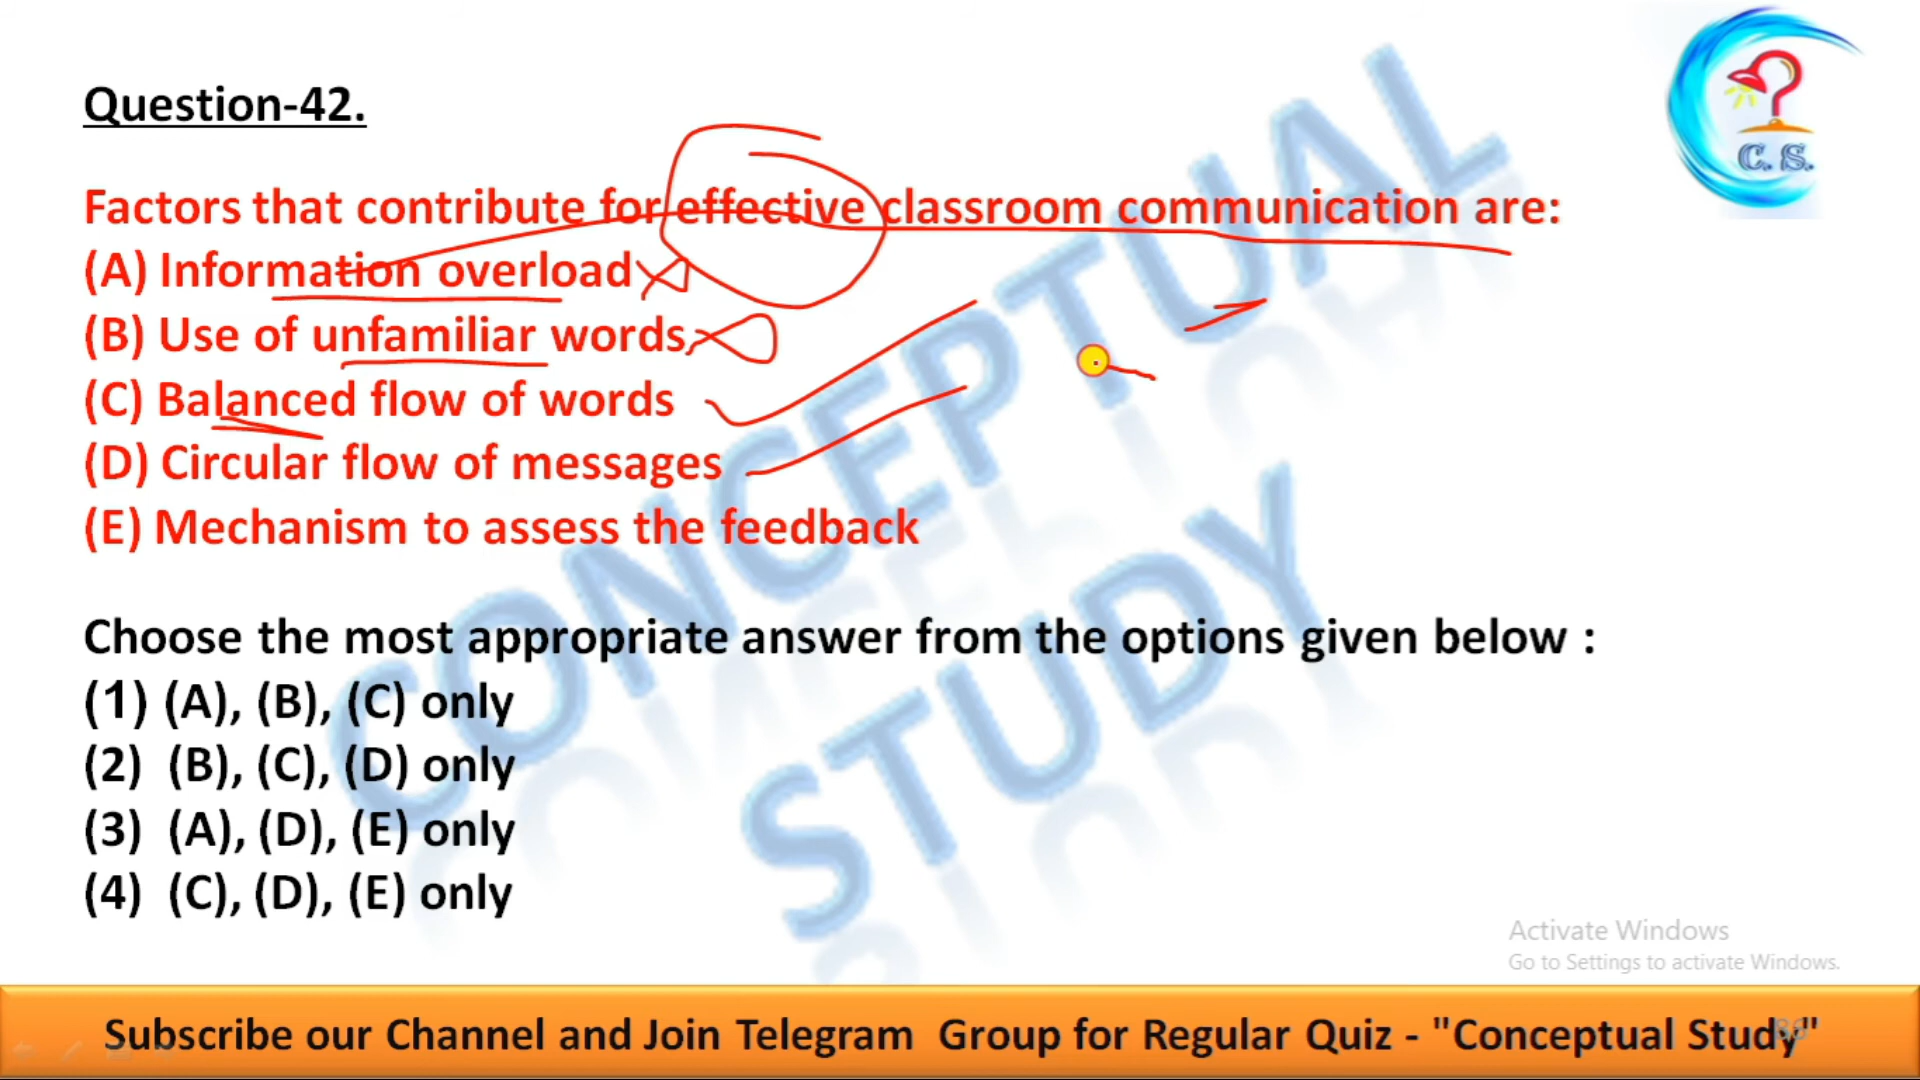 C. S.
Question-42.
Factors that contribute for effective classroom communication are:
(A) Information overload
(B) Use of unfamiliar words
(C) Balanced flow of words
(D) Circular flow of messages
(E) Mechanism to assess the feedback
Choose the most appropriate answer from the options given below :
(1) (A), (B), (C) only
(2) (B), (C), (D) only
(3) (A), (D), (E) only
(4) (C), (D), (E) only
CONCEPTUAL
STUDY
Activate Windows
Go to Settings to activate Windows.
Subscribe our Channel and Join Telegram Group for Regular Quiz - "Conceptual Study"